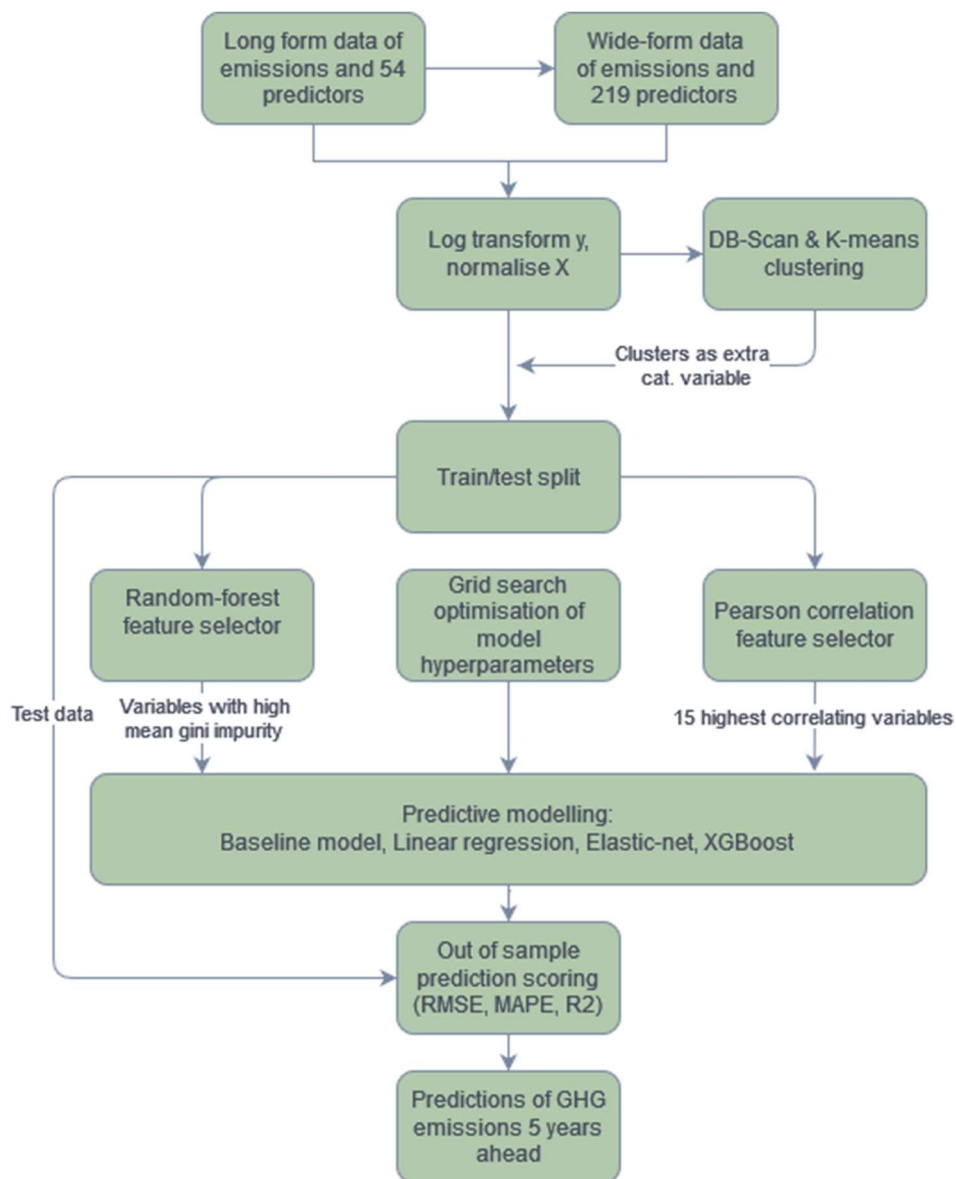 Long form data of
emissions and 54
predictors
Wide-form data
of emissions and
219 predictors
Log transform y,
normalise X
DB-Scan & K-means
clustering
Clusters as extra
cat. variable
Train/test split
Random-forest
feature selector
Grid search
optimisation of
model
hyperparameters
Pearson correlation
feature selector
Test data
Variables with high
mean gini impurity
15 highest correlating variables
Predictive modelling:
Baseline model, Linear regression, Elastic-net, XGBoost
Out of sample
prediction scoring
(RMSE, MAPE, R2)
Predictions of GHG
emissions 5 years
ahead